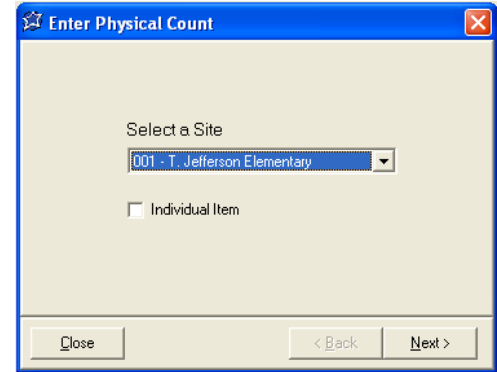 Enter Physical Count
Select a Site
001 - T. Jefferson Elementary
Individual Item
Close
< Back
Next >